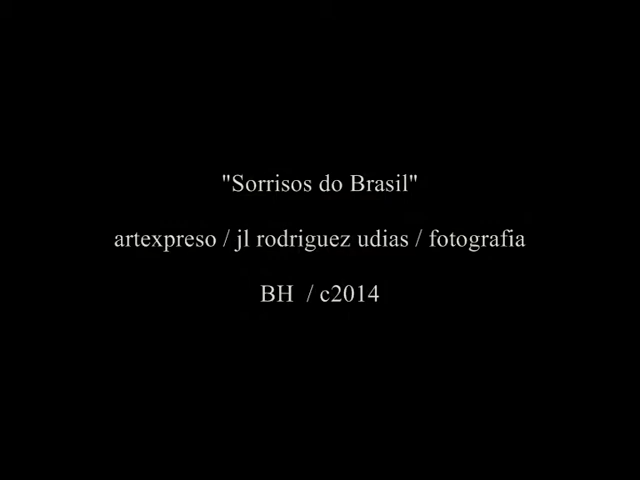 "Sorrisos do Brasil"
artexpreso / jl rodriguez udias / fotografia
BH / c2014